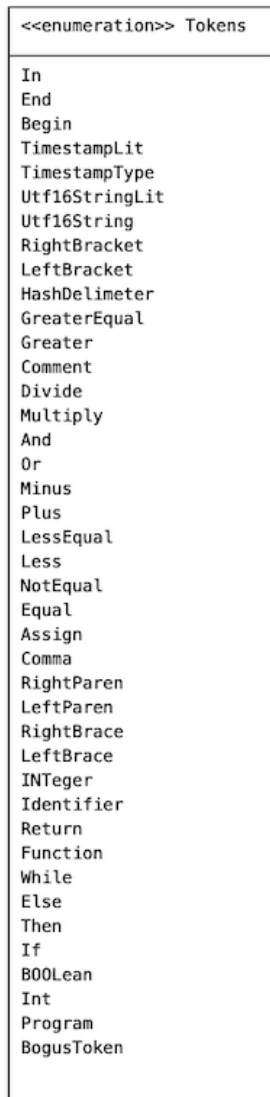 <<enumeration>> Tokens
In
End
Begin
TimestampLit
TimestampType
Utf16StringLit
Utf16String
RightBracket
LeftBracket
HashDelimeter
GreaterEqual
Greater
Comment
Divide
Multiply
And
Or
Minus
Plus
LessEqual
Less
NotEqual
Equal
Assign
Comma
RightParen
LeftParen
RightBrace
LeftBrace
INTeger
Identifier
Return
Function
While
Else
Then
If
BOOLean
Int
Program
BogusToken